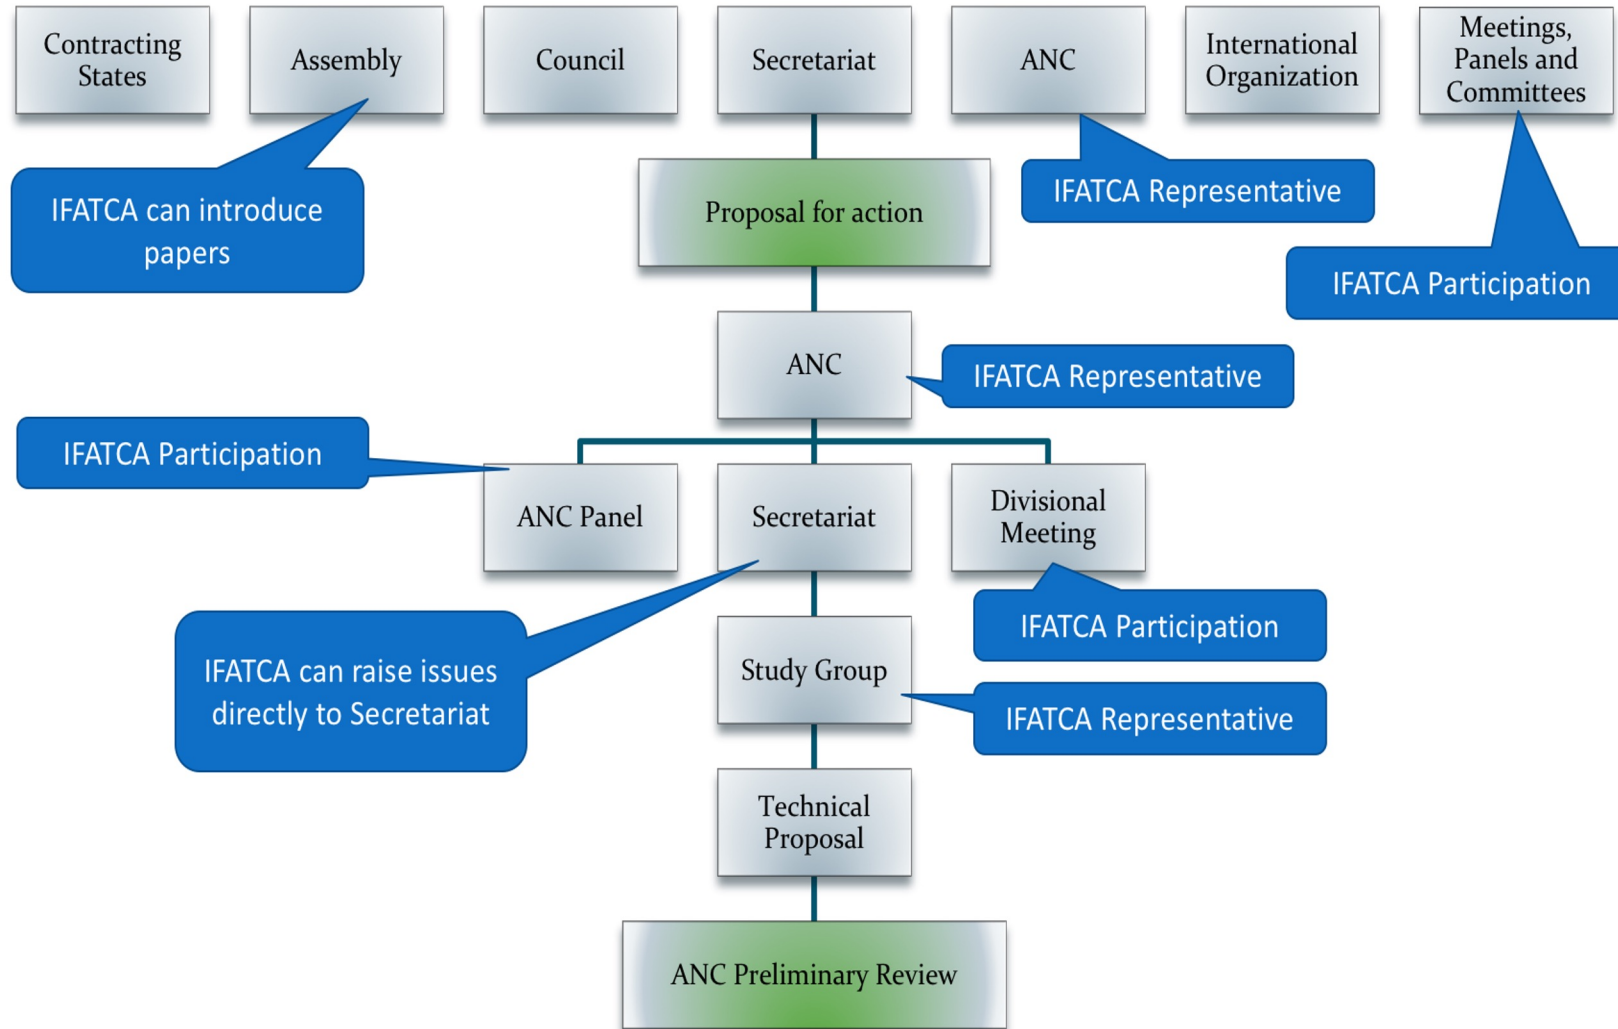 Contracting
States
Assembly
Council
Secretariat
ANC
International
Organization
Meetings,
Panels and
Committees
IFATCA can introduce
papers
Proposal for action
IFATCA Representative
IFATCA Participation
ANC
IFATCA Representative
IFATCA Participation
ANC Panel
Secretariat
Divisional
Meeting
IFATCA can raise issues
directly to Secretariat
Study Group
IFATCA Participation
IFATCA Representative
Technical
Proposal
ANC Preliminary Review